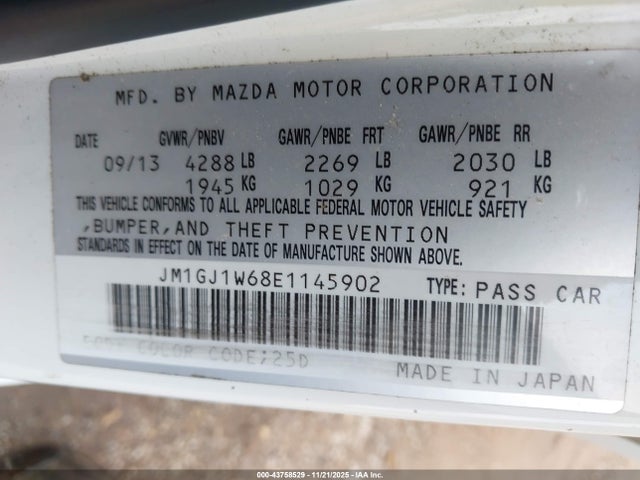 MFD. BY MAZDA MOTOR CORPORATION
DATE GVWR/PNBV GAWR/PNBE FRT GAWR/PNBE RR
09/13 4288 LB 2269 LB 2030 LB
1945 KG 1029 KG 921 KG
THIS VEHICLE CONFORMS TO ALL APPLICABLE FEDERAL MOTOR VEHICLE SAFETY
,BUMPER,AND THEFT PREVENTION
STANDARDS IN EFFECT ON THE DATE OF MANUFACTURE SHOWN ABOVE.
JM1GJ1W68E1145902 TYPE: PASS CAR
BODY COLOR CODE;25D
MADE IN JAPAN
000-43758529 11/21/2025 IAA Inc.